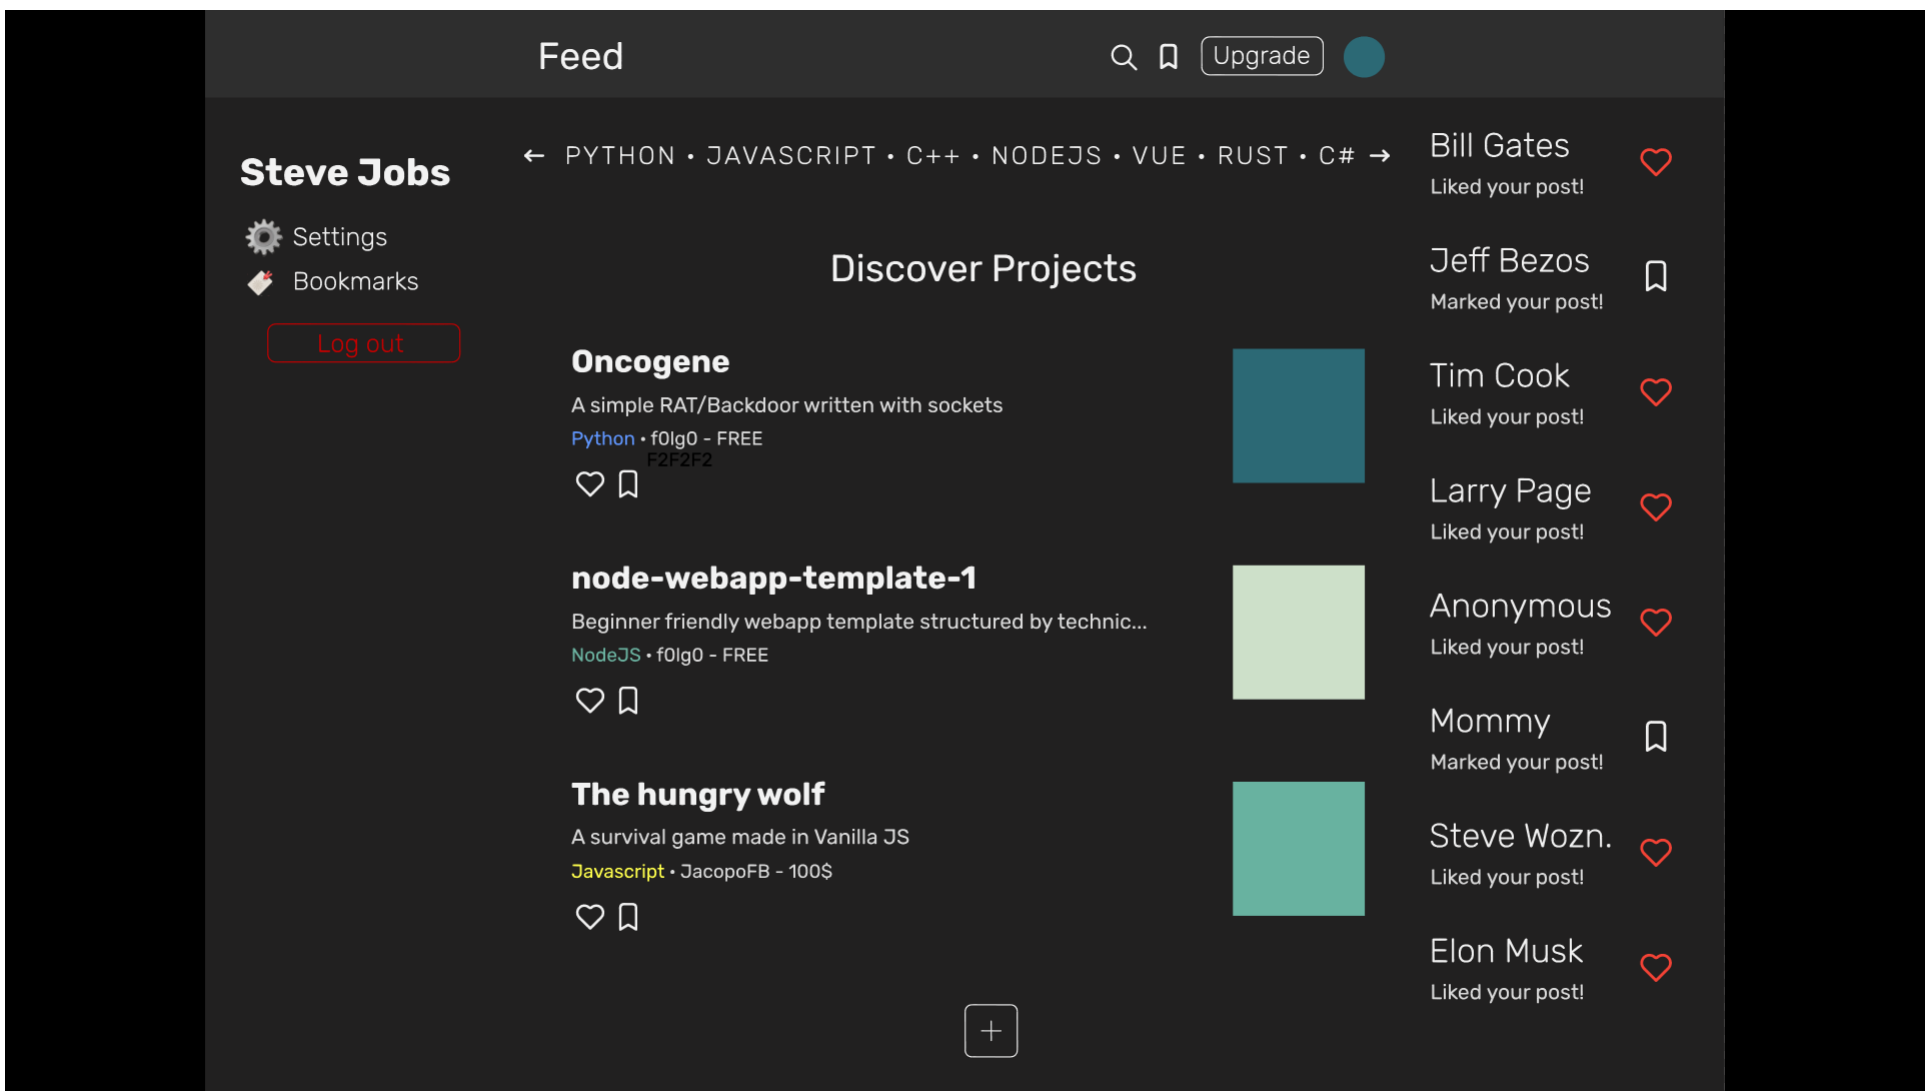 Feed
Upgrade
Steve Jobs
Settings
Bookmarks
Log out
← PYTHON • JAVASCRIPT • C++ • NODEJS • VUE • RUST • C# →
Discover Projects
Oncogene
A simple RAT/Backdoor written with sockets
Python • f0lg0 - FREE
F2F2F2
node-webapp-template-1
Beginner friendly webapp template structured by technic...
NodeJS • f0lg0 - FREE
The hungry wolf
A survival game made in Vanilla JS
Javascript • JacopoFB - 100$
+
Bill Gates
Liked your post!
Jeff Bezos
Marked your post!
Tim Cook
Liked your post!
Larry Page
Liked your post!
Anonymous
Liked your post!
Mommy
Marked your post!
Steve Wozn.
Liked your post!
Elon Musk
Liked your post!